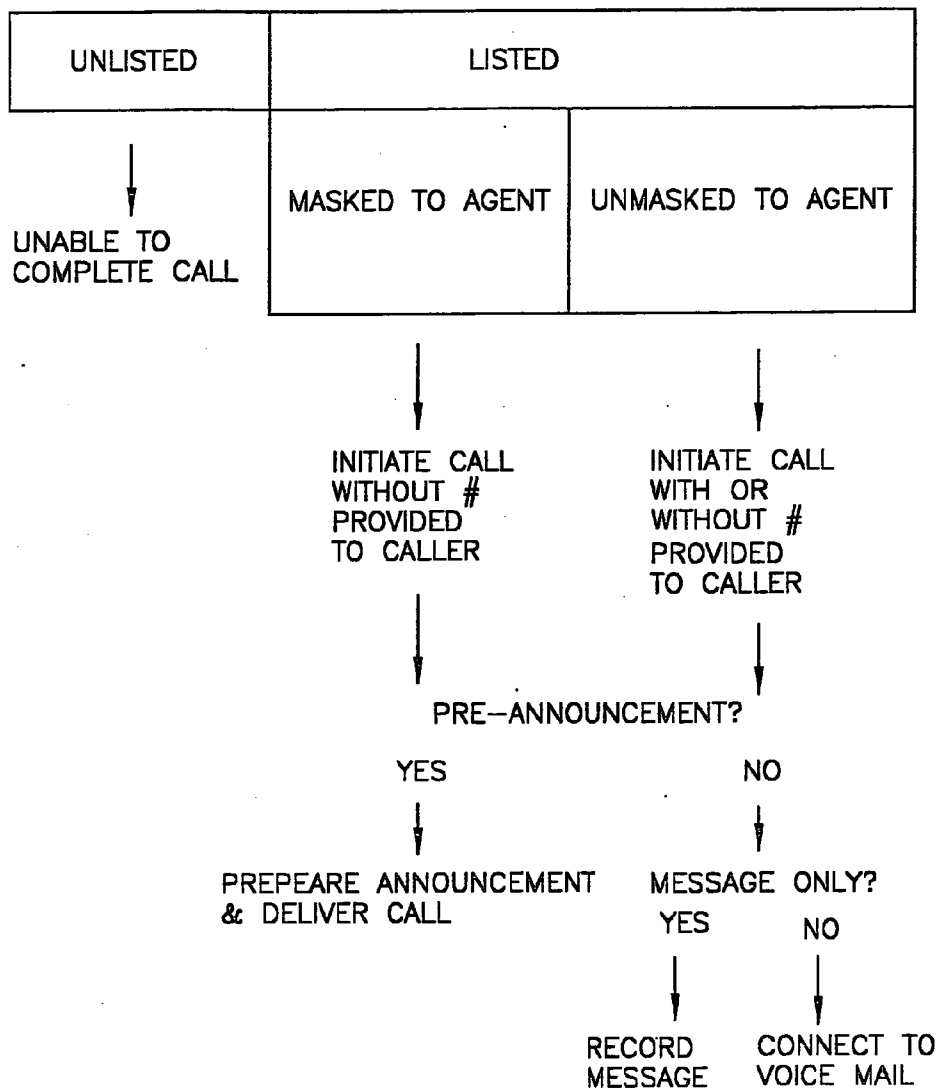 UNLISTED
LISTED
MASKED TO AGENT
UNMASKED TO AGENT
UNABLE TO
COMPLETE CALL
INITIATE CALL
WITHOUT #
PROVIDED
TO CALLER
INITIATE CALL
WITH OR
WITHOUT #
PROVIDED
TO CALLER
PRE-ANNOUNCEMENT?
YES
NO
PREPEARE ANNOUNCEMENT
& DELIVER CALL
MESSAGE ONLY?
YES
NO
RECORD
MESSAGE
CONNECT TO
VOICE MAIL